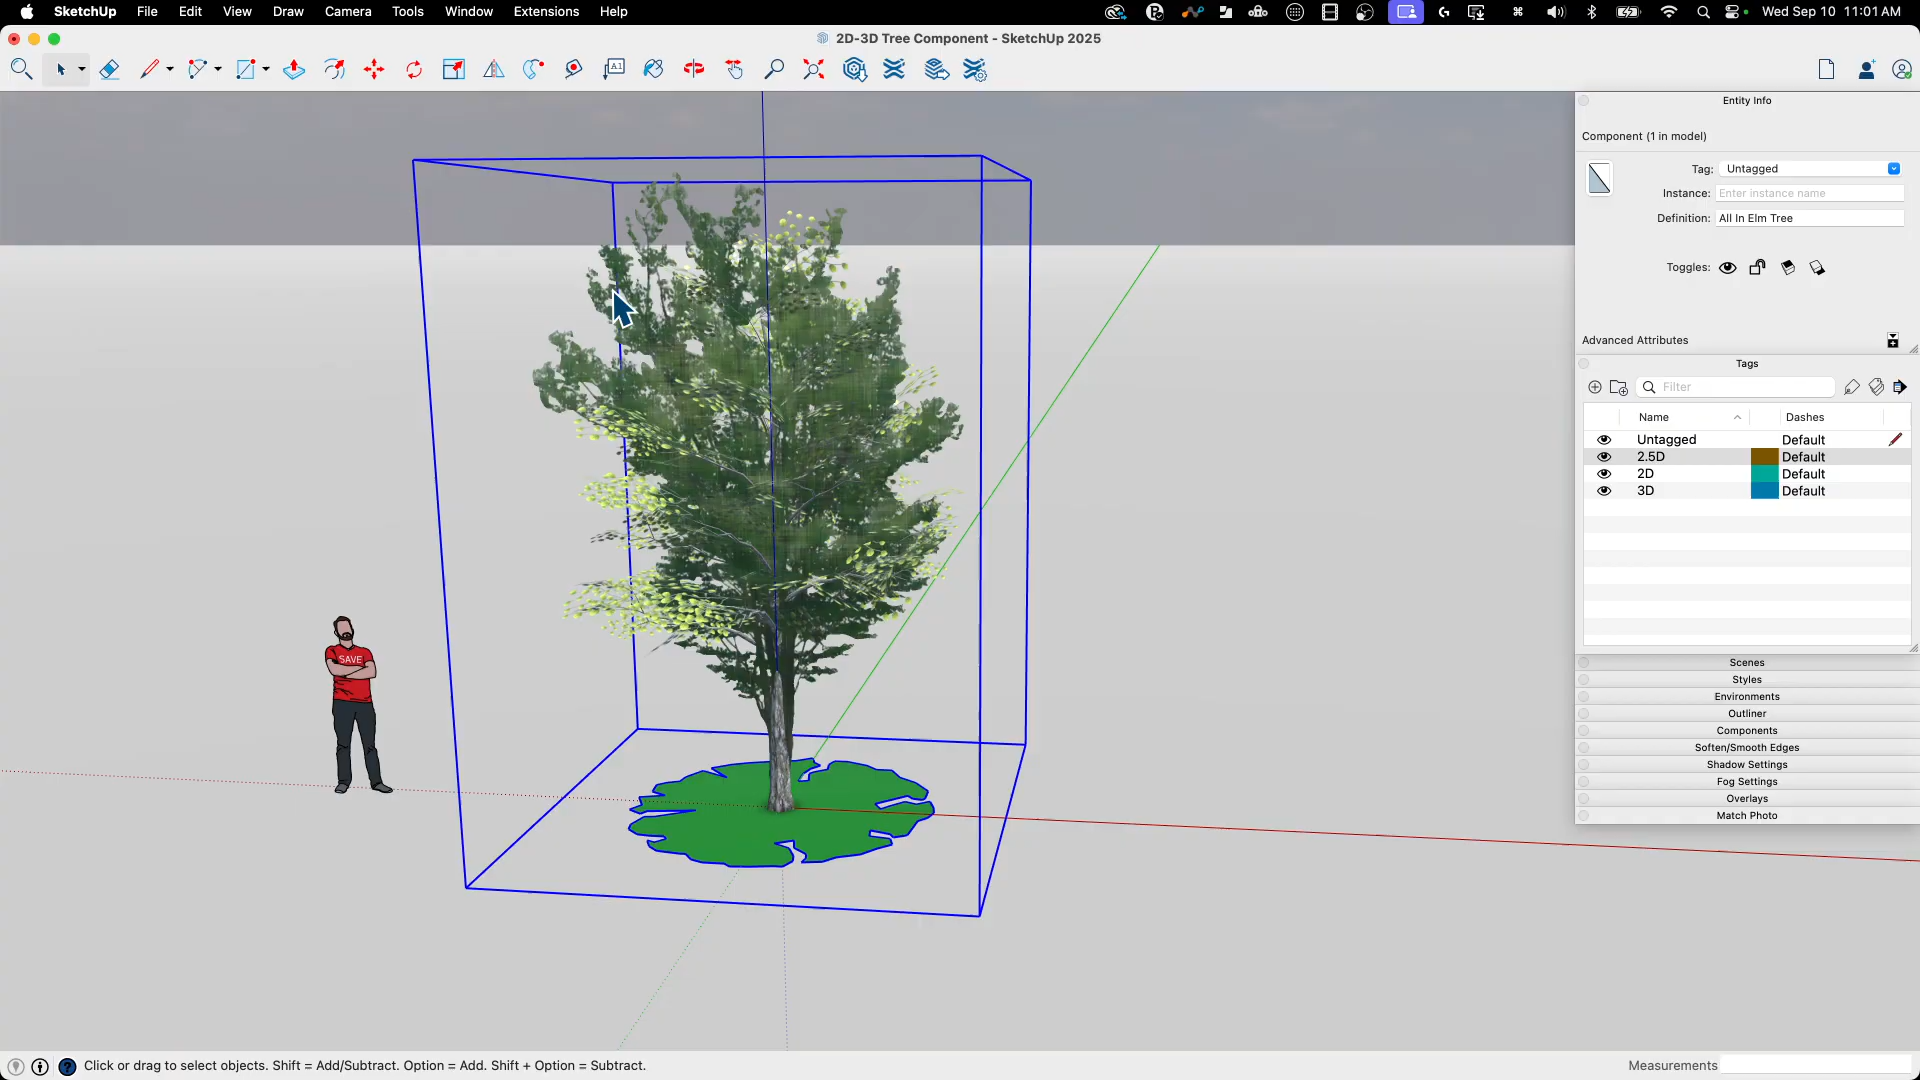 SketchUp File Edit View Draw Camera Tools Window Extensions Help Wed Sep 10 11:01 AM
2D-3D Tree Component - SketchUp 2025
A1
Entity Info
Component (1 in model)
Tag: Untagged
Instance: Enter instance name
Definition: All In Elm Tree
Toggles:
Advanced Attributes
Tags
Filter
Name Dashes
Untagged Default
2.5D Default
2D Default
3D Default
SAVE
Scenes
Styles
Environments
Outliner
Components
Soften/Smooth Edges
Shadow Settings
Fog Settings
Overlays
Match Photo
Click or drag to select objects. Shift = Add/Subtract. Option = Add. Shift + Option = Subtract.
Measurements